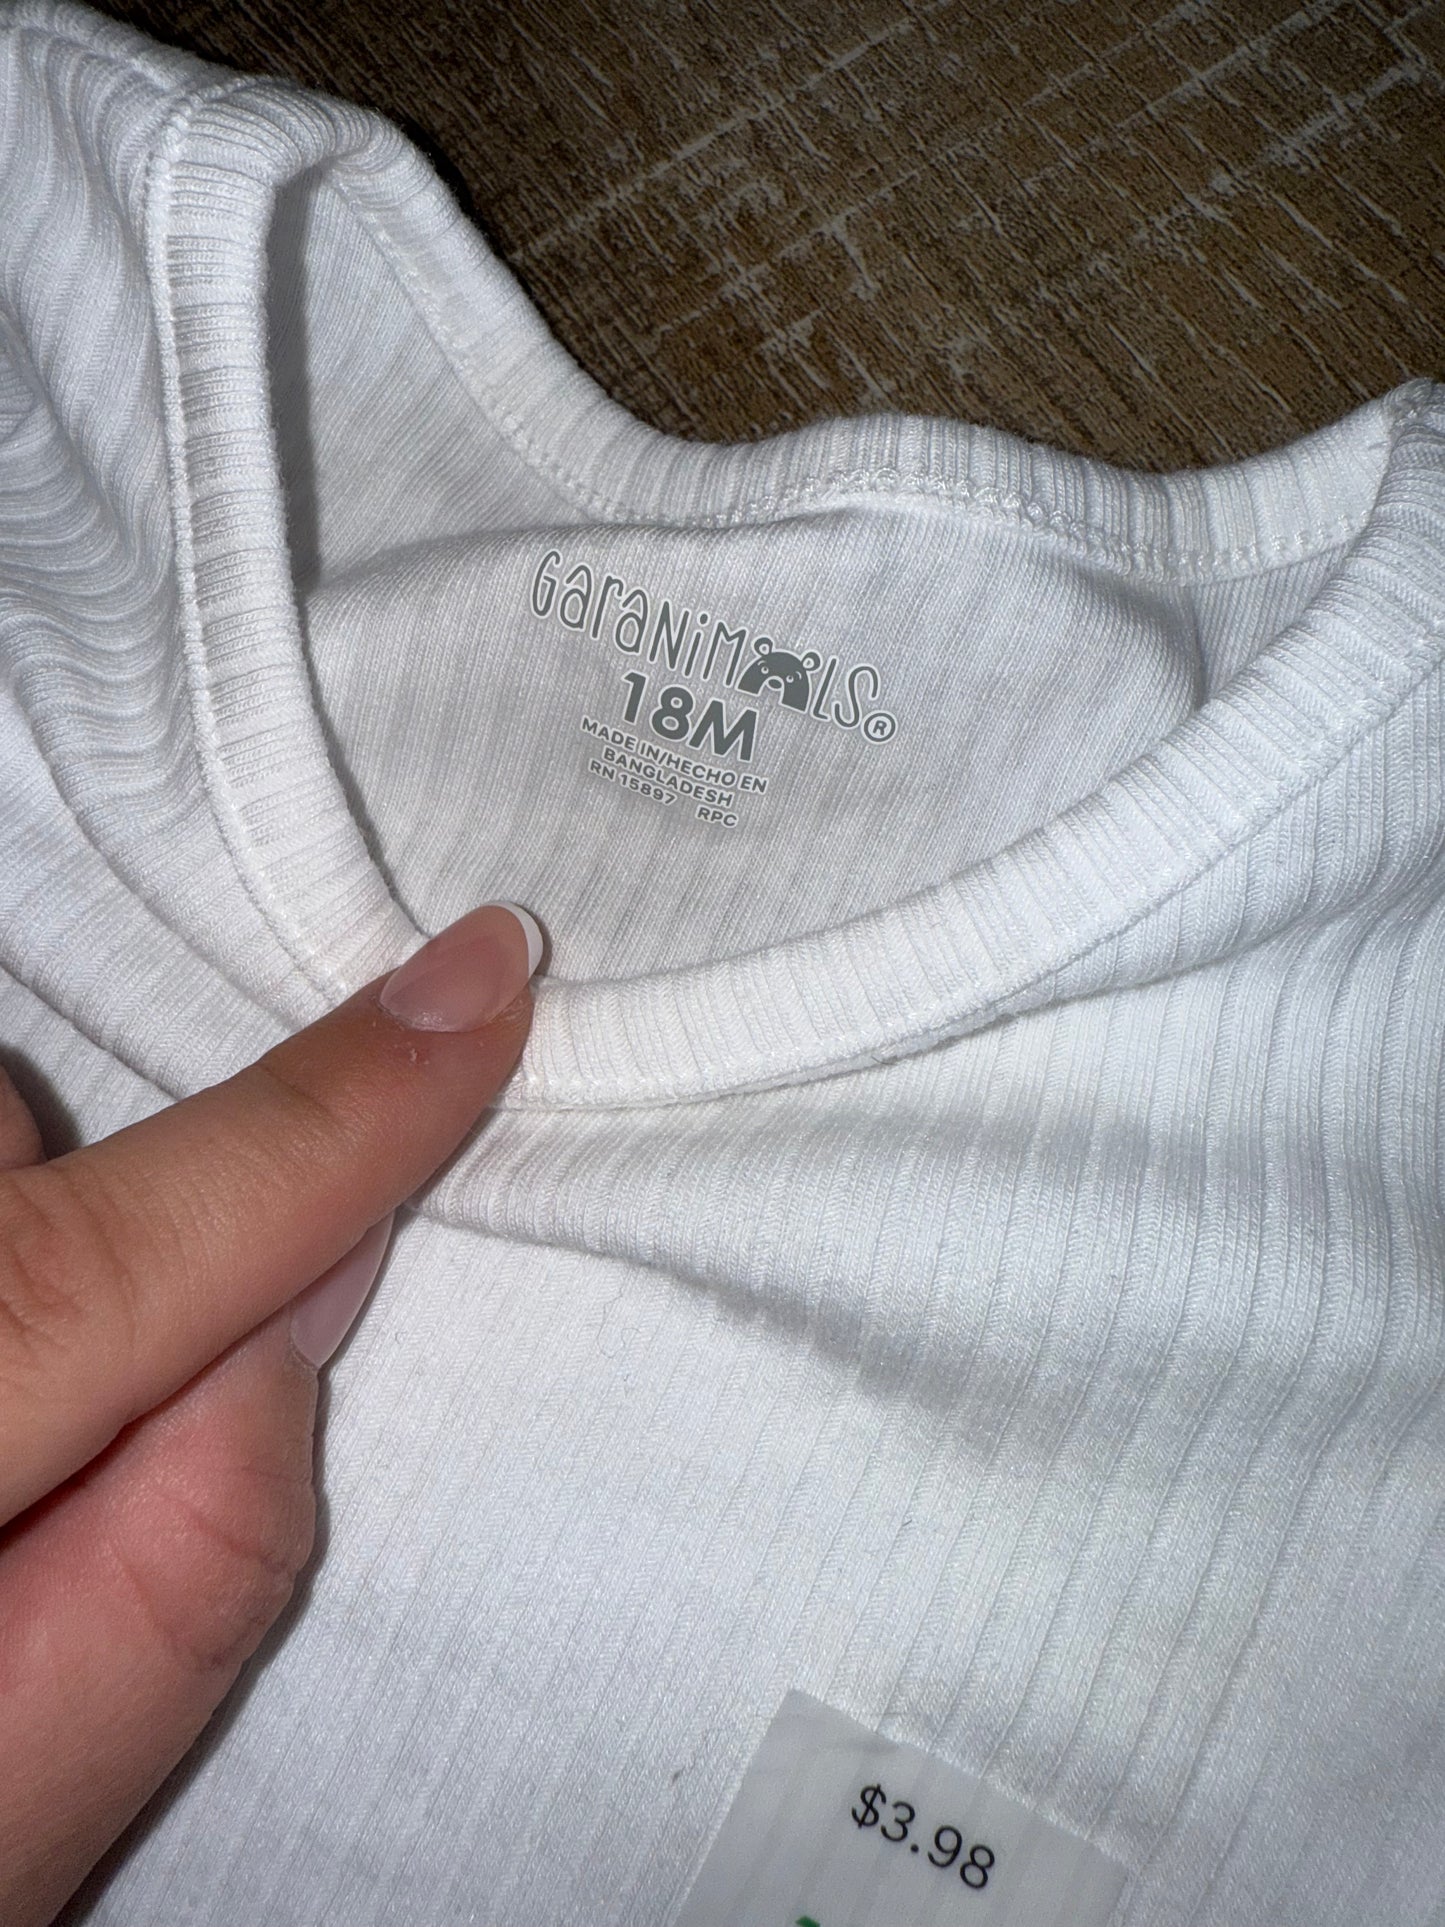 GaraNiMALS®
18M
MADE IN/HECHO EN
BANGLADESH
RN 15897 RPC
$3.98